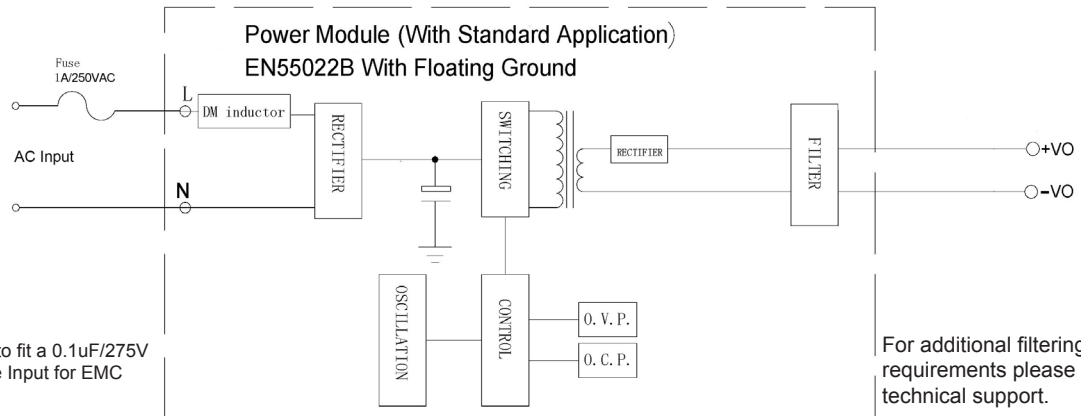 Power Module (With Standard Application)
EN55022B With Floating Ground
Fuse
1A/250VAC
L
DM inductor
RECTIFIER
SWITCHING
RECTIFIER
FILTER
AC Input
+VO
N
-VO
OSCILLATION
CONTROL
O.V.P.
O.C.P.
to fit a 0.1uF/275V
Input for EMC
For additional filtering
requirements please
technical support.